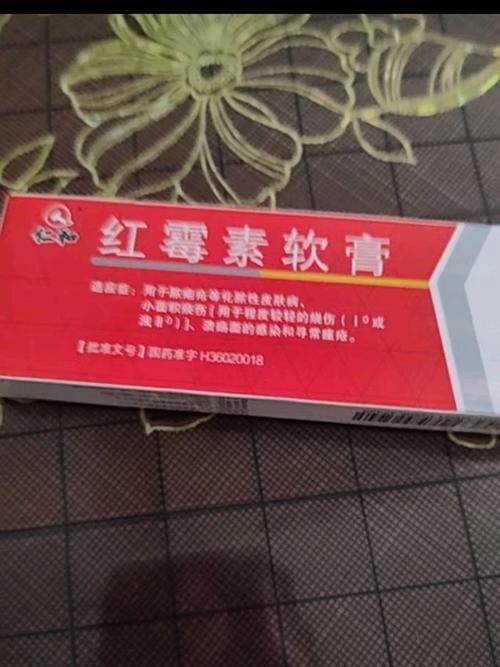 仁和
红霉素软膏
适应症：用于脓疱疮等化脓性皮肤病、
小面积烧伤［用于程度较轻的烧伤（Ⅰ°或
浅Ⅱ°）］、溃疡面的感染和寻常痤疮。
【批准文号】国药准字H36020018